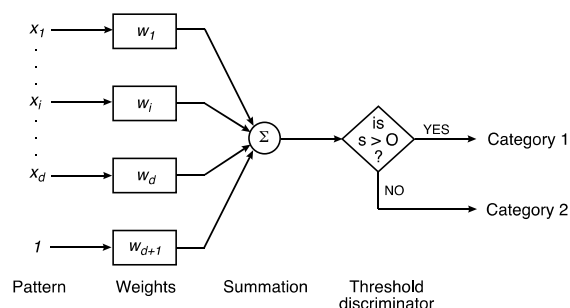 x1 w1
xi wi
Σ
is
s > O
?
YES
Category 1
xd wd
NO
Category 2
1 wd+1
Pattern Weights Summation Threshold
discriminator